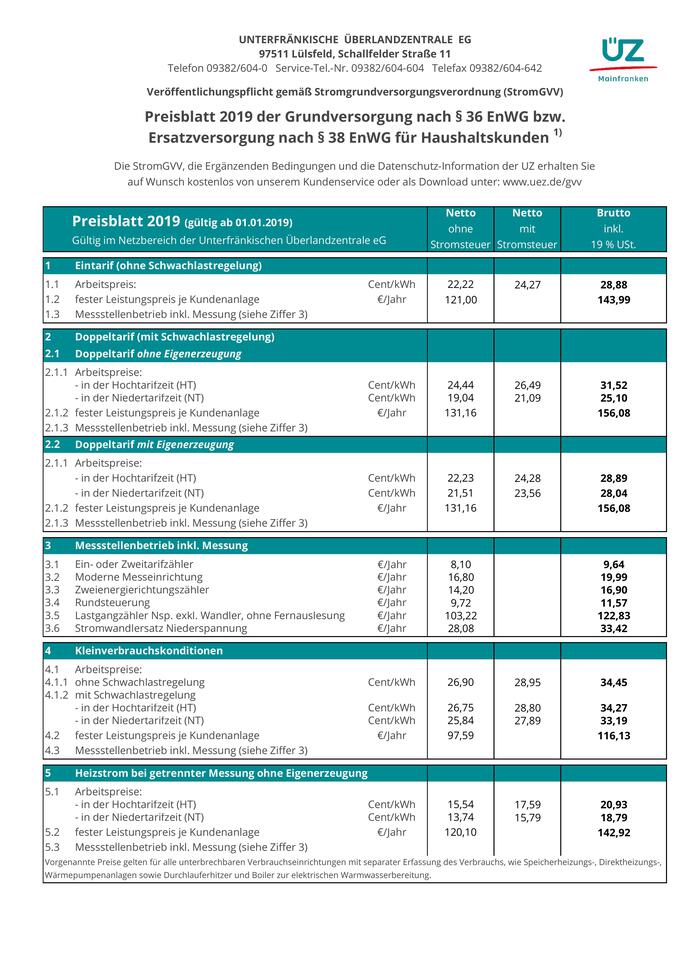 UNTERFRÄNKISCHE ÜBERLANDZENTRALE EG
97511 Lülsfeld, Schallfelder Straße 11
Telefon 09382/604-0 Service-Tel.-Nr. 09382/604-604 Telefax 09382/604-642
ÜZ
Mainfranken
Veröffentlichungspflicht gemäß Stromgrundversorgungsverordnung (StromGVV)
Preisblatt 2019 der Grundversorgung nach § 36 EnWG bzw.
Ersatzversorgung nach § 38 EnWG für Haushaltskunden 1)
Die StromGVV, die Ergänzenden Bedingungen und die Datenschutz-Information der UZ erhalten Sie
auf Wunsch kostenlos von unserem Kundenservice oder als Download unter: www.uez.de/gvv
Preisblatt 2019 (gültig ab 01.01.2019)
Gültig im Netzbereich der Unterfränkischen Überlandzentrale eG
Netto ohne Stromsteuer
Netto mit Stromsteuer
Brutto inkl. 19 % USt.
1 Eintarif (ohne Schwachlastregelung)
1.1 Arbeitspreis: Cent/kWh 22,22 24,27 28,88
1.2 fester Leistungspreis je Kundenanlage €/Jahr 121,00 143,99
1.3 Messstellenbetrieb inkl. Messung (siehe Ziffer 3)
2 Doppeltarif (mit Schwachlastregelung)
2.1 Doppeltarif ohne Eigenerzeugung
2.1.1 Arbeitspreise:
- in der Hochtarifzeit (HT) Cent/kWh 24,44 26,49 31,52
- in der Niedertarifzeit (NT) Cent/kWh 19,04 21,09 25,10
2.1.2 fester Leistungspreis je Kundenanlage €/Jahr 131,16 156,08
2.1.3 Messstellenbetrieb inkl. Messung (siehe Ziffer 3)
2.2 Doppeltarif mit Eigenerzeugung
2.1.1 Arbeitspreise:
- in der Hochtarifzeit (HT) Cent/kWh 22,23 24,28 28,89
- in der Niedertarifzeit (NT) Cent/kWh 21,51 23,56 28,04
2.1.2 fester Leistungspreis je Kundenanlage €/Jahr 131,16 156,08
2.1.3 Messstellenbetrieb inkl. Messung (siehe Ziffer 3)
3 Messstellenbetrieb inkl. Messung
3.1 Ein- oder Zweitarifzähler €/Jahr 8,10 9,64
3.2 Moderne Messeinrichtung €/Jahr 16,80 19,99
3.3 Zweienergierichtungszähler €/Jahr 14,20 16,90
3.4 Rundsteuerung €/Jahr 9,72 11,57
3.5 Lastgangzähler Nsp. exkl. Wandler, ohne Fernauslesung €/Jahr 103,22 122,83
3.6 Stromwandlersatz Niederspannung €/Jahr 28,08 33,42
4 Kleinverbrauchskonditionen
4.1 Arbeitspreise:
4.1.1 ohne Schwachlastregelung Cent/kWh 26,90 28,95 34,45
4.1.2 mit Schwachlastregelung
- in der Hochtarifzeit (HT) Cent/kWh 26,75 28,80 34,27
- in der Niedertarifzeit (NT) Cent/kWh 25,84 27,89 33,19
4.2 fester Leistungspreis je Kundenanlage €/Jahr 97,59 116,13
4.3 Messstellenbetrieb inkl. Messung (siehe Ziffer 3)
5 Heizstrom bei getrennter Messung ohne Eigenerzeugung
5.1 Arbeitspreise:
- in der Hochtarifzeit (HT) Cent/kWh 15,54 17,59 20,93
- in der Niedertarifzeit (NT) Cent/kWh 13,74 15,79 18,79
5.2 fester Leistungspreis je Kundenanlage €/Jahr 120,10 142,92
5.3 Messstellenbetrieb inkl. Messung (siehe Ziffer 3)
Vorgenannte Preise gelten für alle unterbrechbaren Verbrauchseinrichtungen mit separater Erfassung des Verbrauchs, wie Speicherheizungs-, Direktheizungs-,
Wärmepumpenanlagen sowie Durchlauferhitzer und Boiler zur elektrischen Warmwasserbereitung.